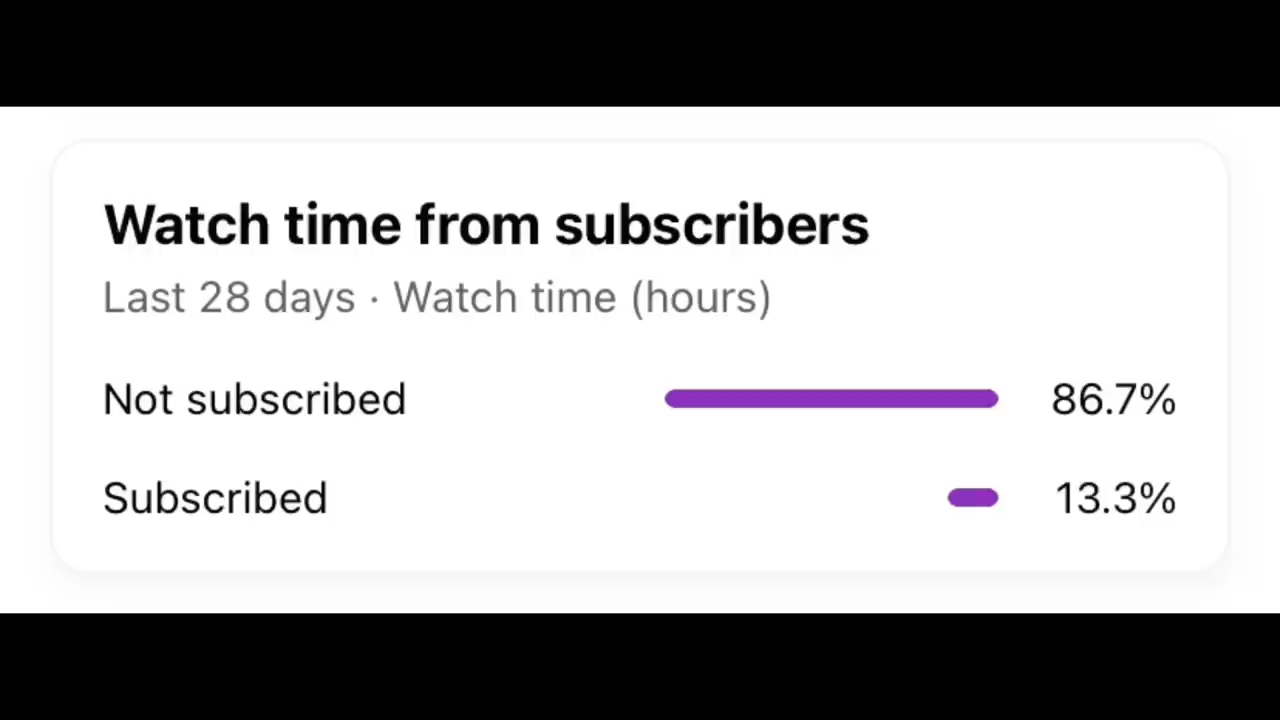 Watch time from subscribers
Last 28 days · Watch time (hours)
Not subscribed 86.7%
Subscribed 13.3%